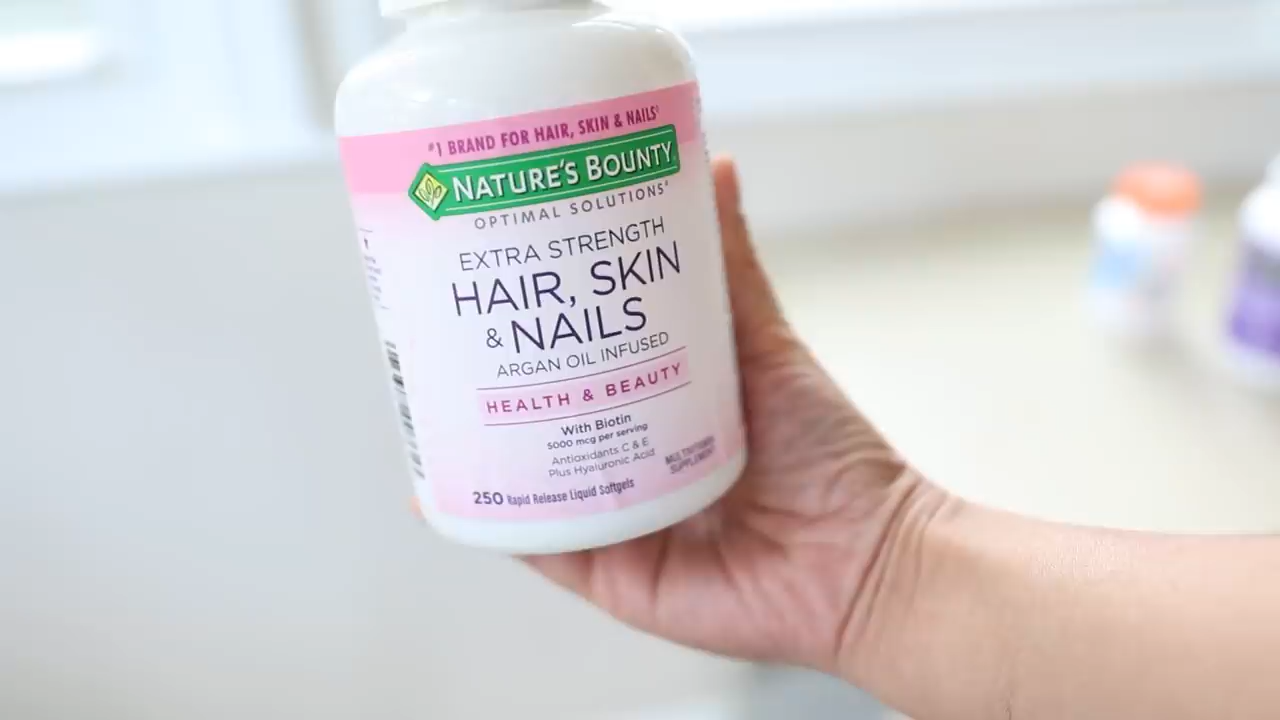 #1 BRAND FOR HAIR, SKIN & NAILS◊
NATURE'S BOUNTY®
OPTIMAL SOLUTIONS®
EXTRA STRENGTH
HAIR, SKIN
& NAILS
ARGAN OIL INFUSED
HEALTH & BEAUTY
With Biotin
5000 mcg per serving
Antioxidants C & E
Plus Hyaluronic Acid
MULTIVITAMIN
SUPPLEMENT
250 Rapid Release Liquid Softgels